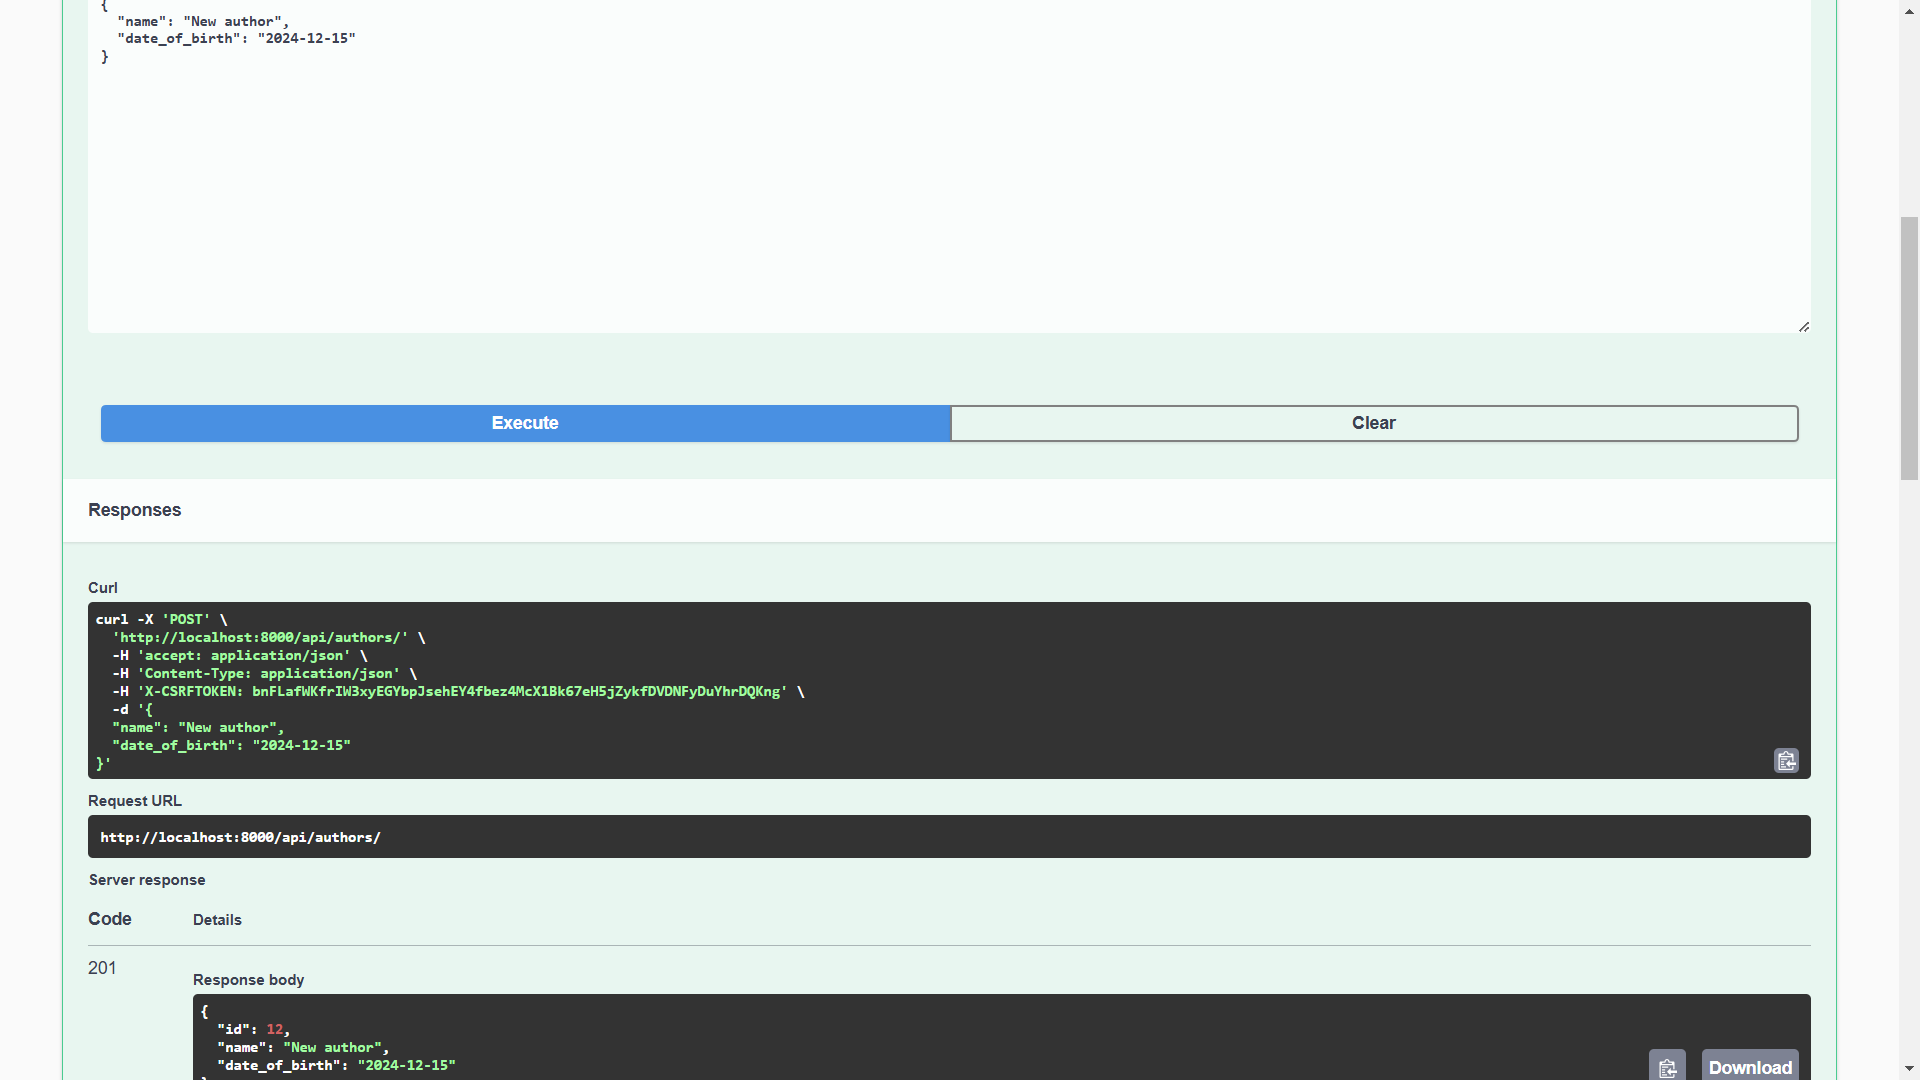 {
  "name": "New author",
  "date_of_birth": "2024-12-15"
}
Execute
Clear
Responses
Curl
curl -X 'POST' \
  'http://localhost:8000/api/authors/' \
  -H 'accept: application/json' \
  -H 'Content-Type: application/json' \
  -H 'X-CSRFTOKEN: bnFLafWKfrIW3xyEGYbpJsehEY4fbez4McX1Bk67eH5jZykfDVDNFyDuYhrDQKng' \
  -d '{
  "name": "New author",
  "date_of_birth": "2024-12-15"
}'
Request URL
http://localhost:8000/api/authors/
Server response
Code Details
201
Response body
{
  "id": 12,
  "name": "New author",
  "date_of_birth": "2024-12-15"
Download